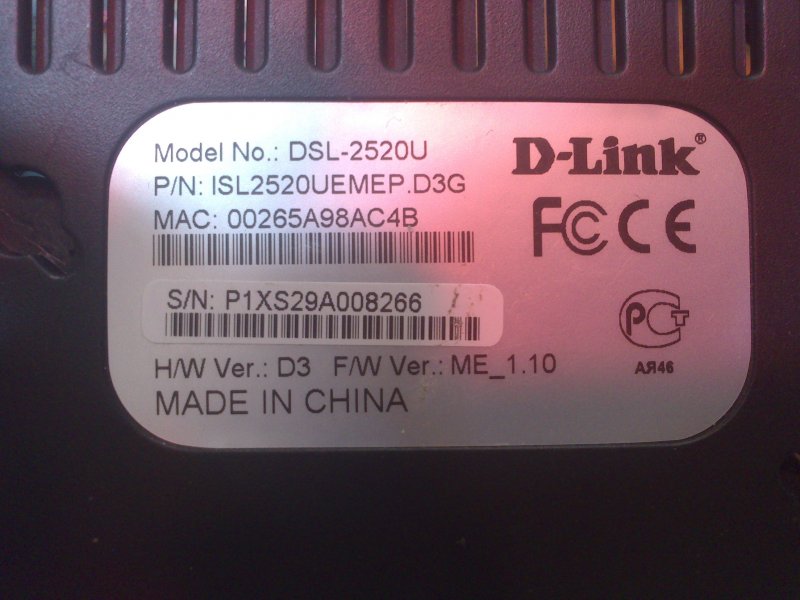 Model No.: DSL-2520U
P/N: ISL2520UEMEP.D3G
MAC: 00265A98AC4B
S/N: P1XS29A008266
H/W Ver.: D3 F/W Ver.: ME_1.10
MADE IN CHINA
D-Link®
FC CE
РСТ
АЯ46